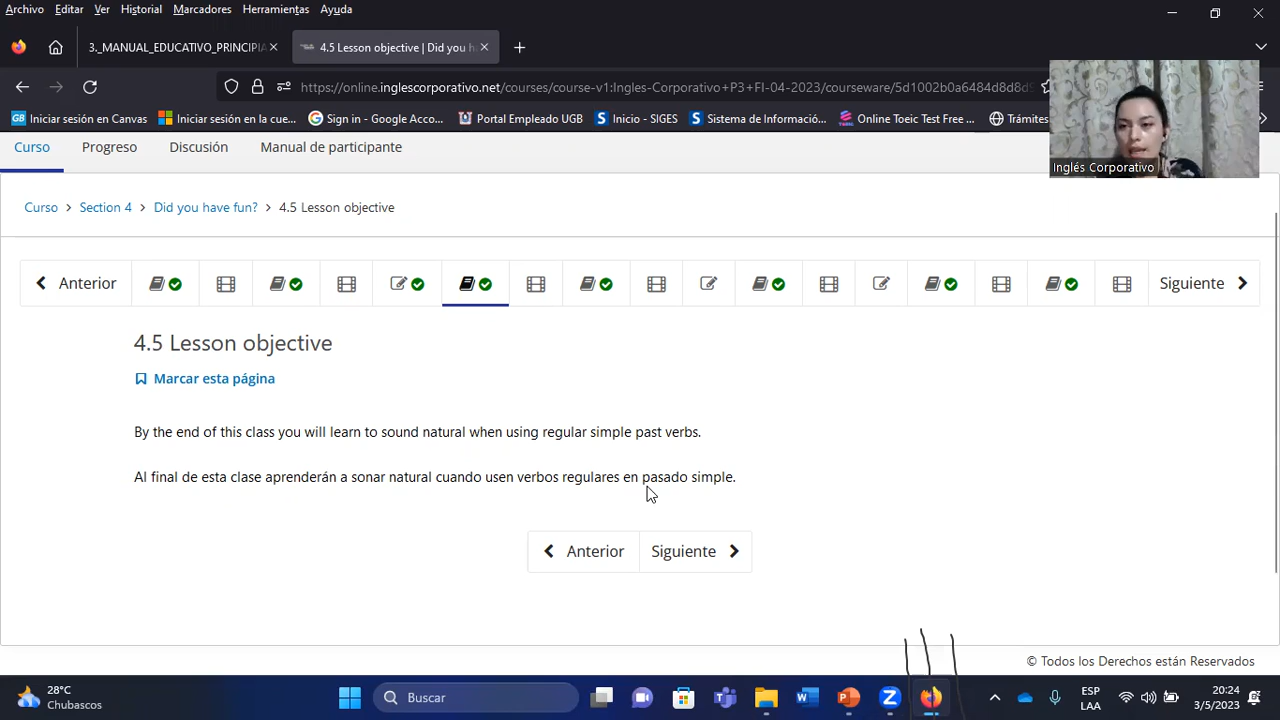 Archivo Editar Ver Historial Marcadores Herramientas Ayuda
3._MANUAL_EDUCATIVO_PRINCIPIA
4.5 Lesson objective | Did you h
https://online.inglescorporativo.net/courses/course-v1:Ingles-Corporativo+P3+FI-04-2023/courseware/5d1002b0a6484d8d8d9
GB Iniciar sesión en Canvas
Iniciar sesión en la cue...
Sign in - Google Acco...
Portal Empleado UGB
S Inicio - SIGES
S Sistema de Informació...
Online Toeic Test Free ...
Trámites
Curso Progreso Discusión Manual de participante
Inglés Corporativo
Curso > Section 4 > Did you have fun? > 4.5 Lesson objective
Anterior
Siguiente
4.5 Lesson objective
Marcar esta página
By the end of this class you will learn to sound natural when using regular simple past verbs.
Al final de esta clase aprenderán a sonar natural cuando usen verbos regulares en pasado simple.
Anterior Siguiente
© Todos los Derechos están Reservados
28°C
Chubascos
Buscar
ESP
LAA
20:24
3/5/2023